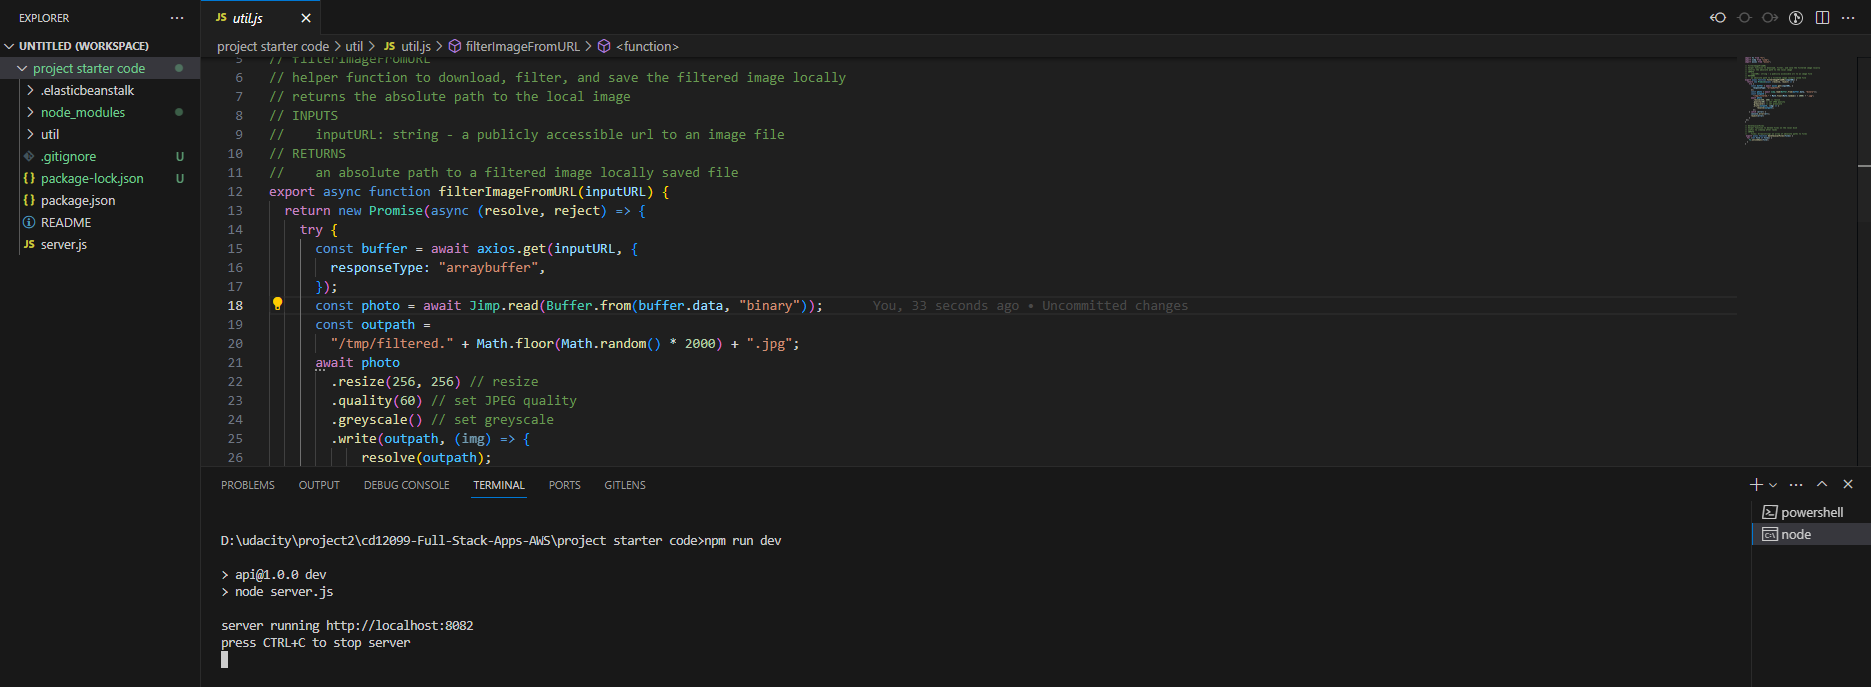 EXPLORER
UNTITLED (WORKSPACE)
project starter code
.elasticbeanstalk
node_modules
util
.gitignore U
package-lock.json U
package.json
README
server.js
JS util.js
project starter code > util > JS util.js > filterImageFromURL > <function>
5 // filterImageFromURL
6 // helper function to download, filter, and save the filtered image locally
7 // returns the absolute path to the local image
8 // INPUTS
9 //    inputURL: string - a publicly accessible url to an image file
10 // RETURNS
11 //    an absolute path to a filtered image locally saved file
12 export async function filterImageFromURL(inputURL) {
13   return new Promise(async (resolve, reject) => {
14     try {
15       const buffer = await axios.get(inputURL, {
16         responseType: "arraybuffer",
17       });
18       const photo = await Jimp.read(Buffer.from(buffer.data, "binary")); You, 33 seconds ago • Uncommitted changes
19       const outpath =
20         "/tmp/filtered." + Math.floor(Math.random() * 2000) + ".jpg";
21       await photo
22         .resize(256, 256) // resize
23         .quality(60) // set JPEG quality
24         .greyscale() // set greyscale
25         .write(outpath, (img) => {
26             resolve(outpath);
PROBLEMS OUTPUT DEBUG CONSOLE TERMINAL PORTS GITLENS
powershell
node
D:\udacity\project2\cd12099-Full-Stack-Apps-AWS\project starter code>npm run dev
> api@1.0.0 dev
> node server.js
server running http://localhost:8082
press CTRL+C to stop server